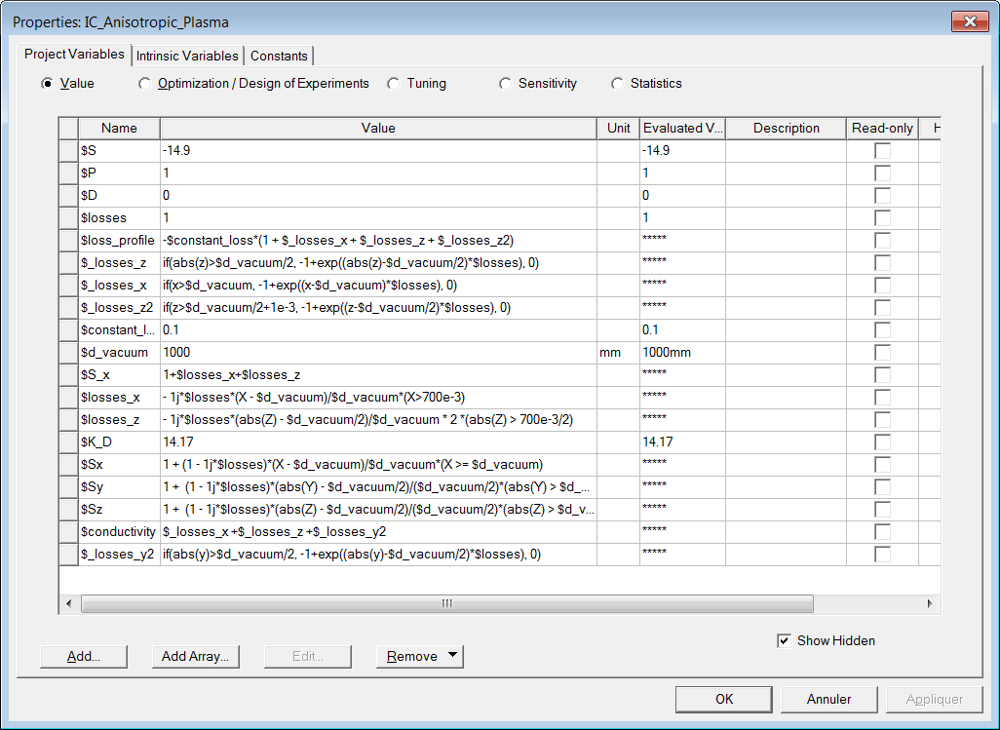 Properties: IC_Anisotropic_Plasma
Project Variables Intrinsic Variables Constants
Value Optimization / Design of Experiments Tuning Sensitivity Statistics
Name Value Unit Evaluated V... Description Read-only H
$S -14.9 -14.9
$P 1 1
$D 0 0
$losses 1 1
$loss_profile -$constant_loss*(1 + $_losses_x + $_losses_z + $_losses_z2) *****
$_losses_z if(abs(z)>$d_vacuum/2, -1+exp((abs(z)-$d_vacuum/2)*$losses), 0) *****
$_losses_x if(x>$d_vacuum, -1+exp((x-$d_vacuum)*$losses), 0) *****
$_losses_z2 if(z>$d_vacuum/2+1e-3, -1+exp((z-$d_vacuum/2)*$losses), 0) *****
$constant_l... 0.1 0.1
$d_vacuum 1000 mm 1000mm
$S_x 1+$losses_x+$losses_z *****
$losses_x - 1j*$losses*(X - $d_vacuum)/$d_vacuum*(X>700e-3) *****
$losses_z - 1j*$losses*(abs(Z) - $d_vacuum/2)/$d_vacuum * 2 *(abs(Z) > 700e-3/2) *****
$K_D 14.17 14.17
$Sx 1 + (1 - 1j*$losses)*(X - $d_vacuum)/$d_vacuum*(X >= $d_vacuum) *****
$Sy 1 + (1 - 1j*$losses)*(abs(Y) - $d_vacuum/2)/($d_vacuum/2)*(abs(Y) > $d_... *****
$Sz 1 + (1 - 1j*$losses)*(abs(Z) - $d_vacuum/2)/($d_vacuum/2)*(abs(Z) > $d_v... *****
$conductivity $_losses_x +$_losses_z +$_losses_y2 *****
$_losses_y2 if(abs(y)>$d_vacuum/2, -1+exp((abs(y)-$d_vacuum/2)*$losses), 0) *****
Show Hidden
Add... Add Array... Edit... Remove
OK Annuler Appliquer